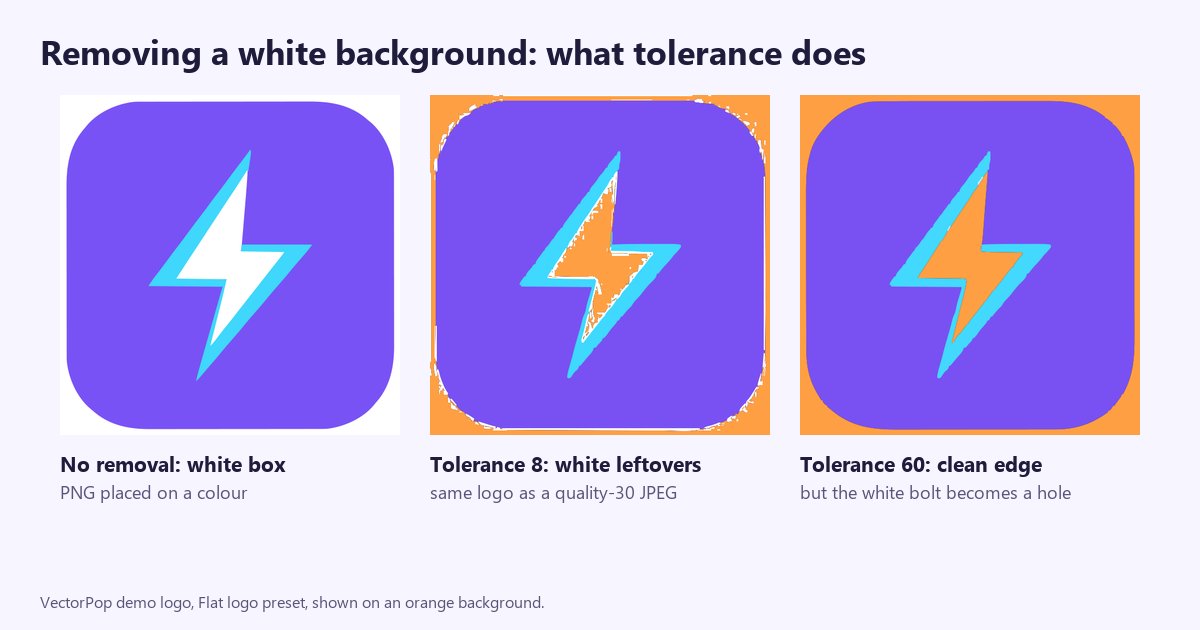 Removing a white background: what tolerance does
No removal: white box
PNG placed on a colour
Tolerance 8: white leftovers
same logo as a quality-30 JPEG
Tolerance 60: clean edge
but the white bolt becomes a hole
VectorPop demo logo, Flat logo preset, shown on an orange background.